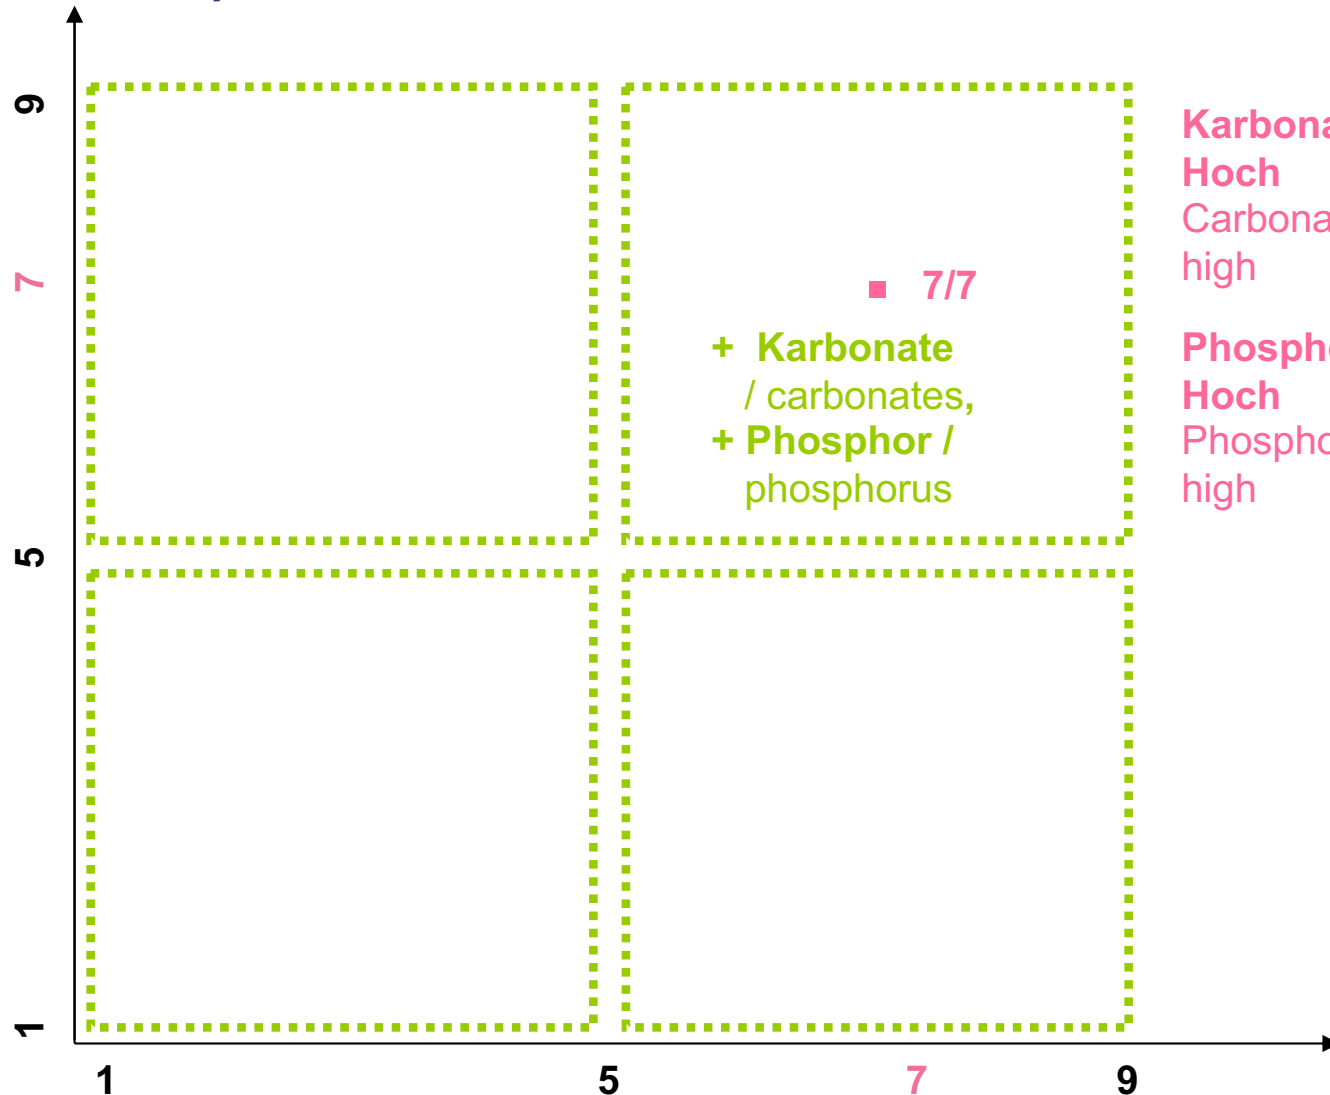 9
7
5
1
7/7
+ Karbonate
/ carbonates,
+ Phosphor /
phosphorus
Hoch
high
Hoch
high
1 5 7 9